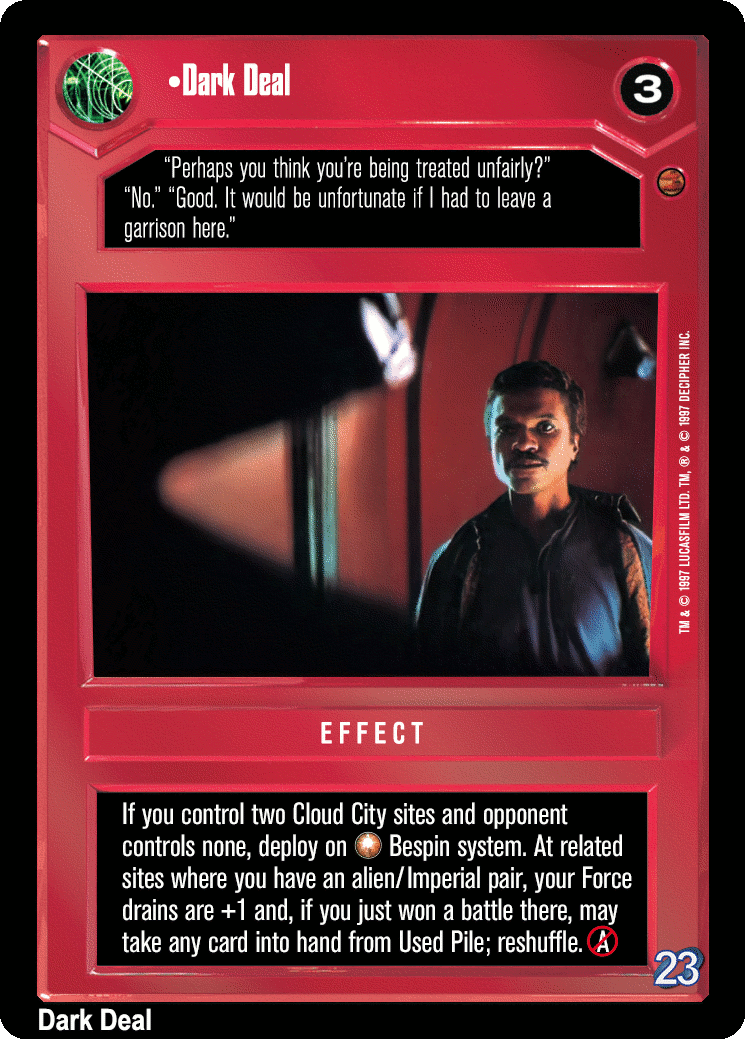 •Dark Deal
3
“Perhaps you think you’re being treated unfairly?”
“No.” “Good. It would be unfortunate if I had to leave a
garrison here.”
TM & © 1997 LUCASFILM LTD. TM, ® & © 1997 DECIPHER INC.
EFFECT
If you control two Cloud City sites and opponent
controls none, deploy on Bespin system. At related
sites where you have an alien/Imperial pair, your Force
drains are +1 and, if you just won a battle there, may
take any card into hand from Used Pile; reshuffle. A
23
Dark Deal